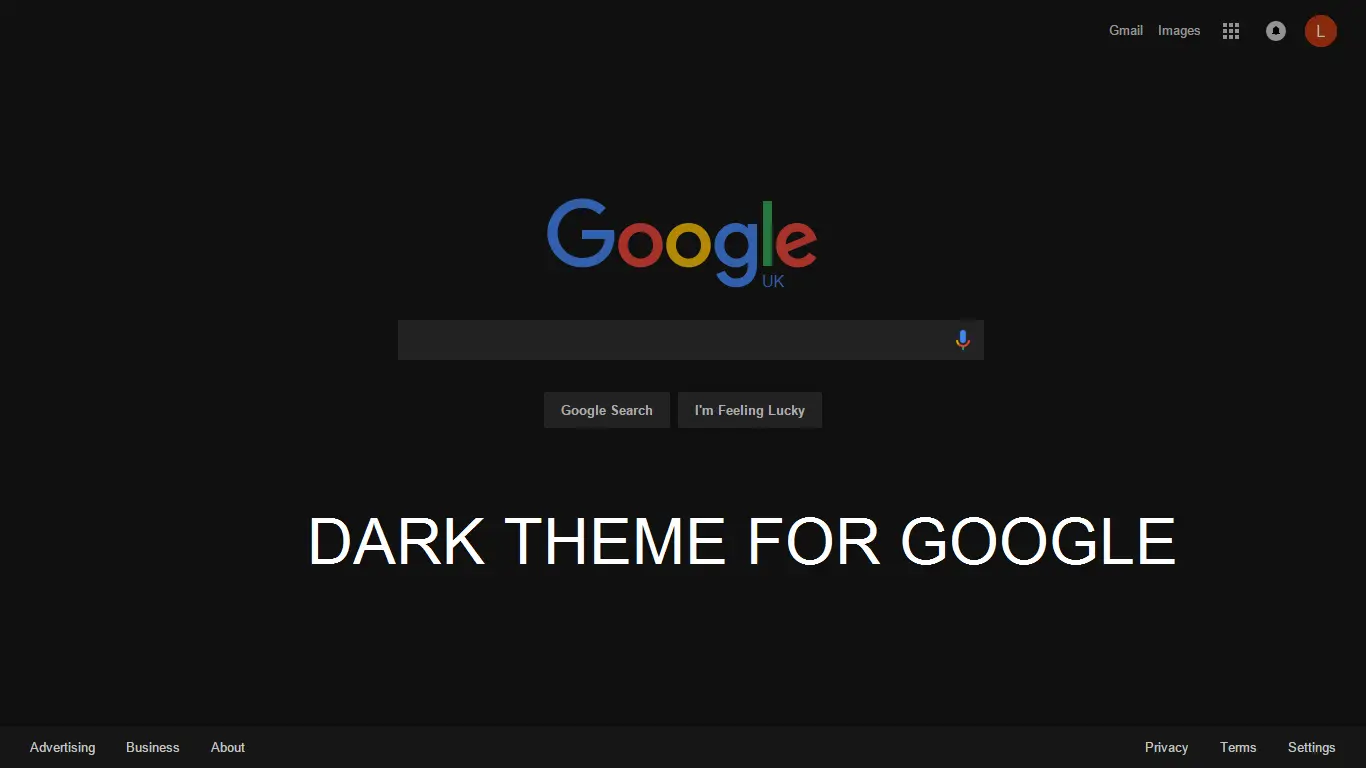 Gmail Images L
Google
UK
Google Search I'm Feeling Lucky
DARK THEME FOR GOOGLE
Advertising Business About Privacy Terms Settings